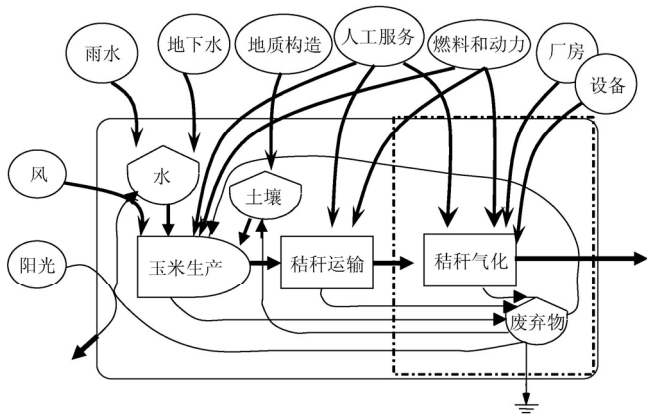 雨水
地下水
地质构造
人工服务
燃料和动力
厂房
设备
风
水
土壤
阳光
玉米生产
秸秆运输
秸秆气化
废弃物